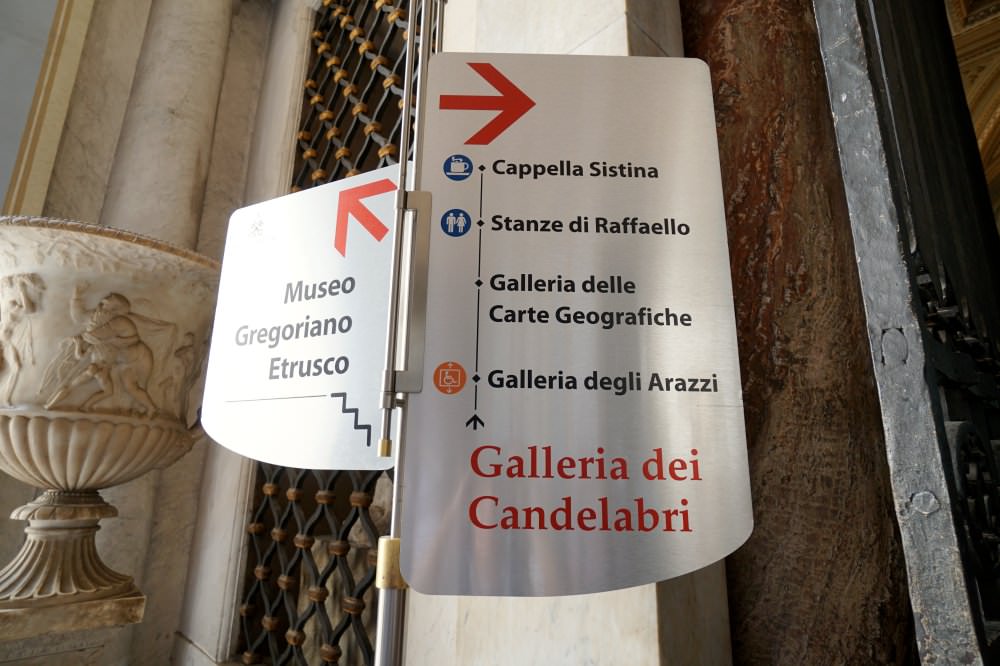 Museo
Gregoriano
Etrusco
Cappella Sistina
Stanze di Raffaello
Galleria delle
Carte Geografiche
Galleria degli Arazzi
Galleria dei
Candelabri